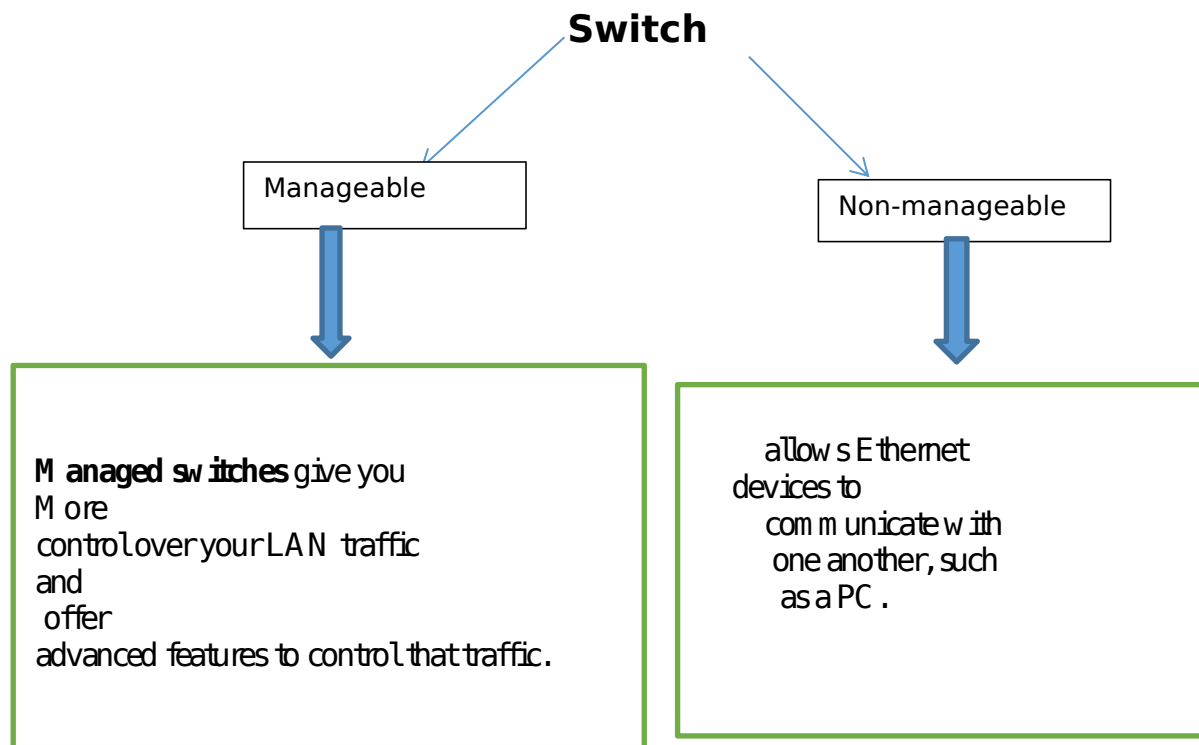 Switch
Manageable
Non-manageable
Managed switches give you
More
control over your LAN traffic
and
offer
advanced features to control that traffic.
allows Ethernet
devices to
communicate with
one another, such
as a PC.